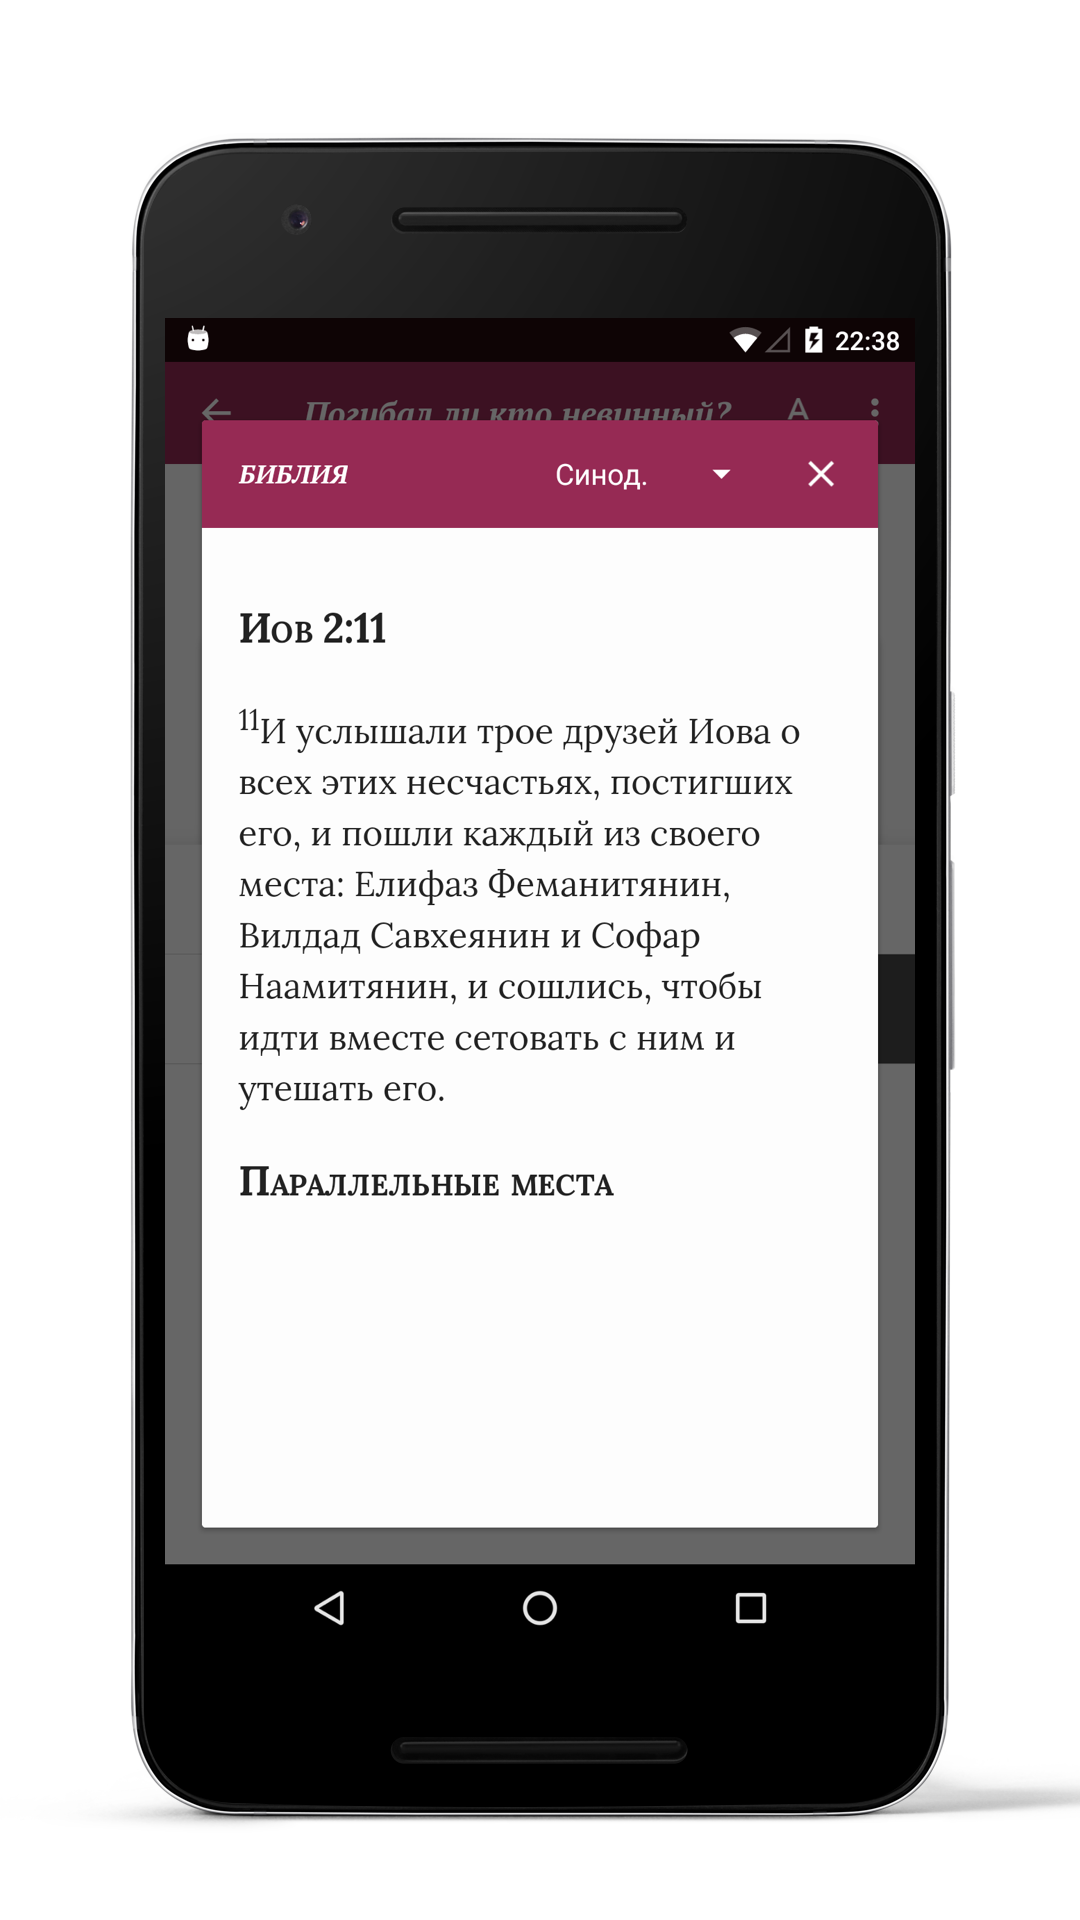 22:38
Погибал ли кто невинный?
A
БИБЛИЯ
Синод.
Иов 2:11
11И услышали трое друзей Иова о
всех этих несчастьях, постигших
его, и пошли каждый из своего
места: Елифаз Феманитянин,
Вилдад Савхеянин и Софар
Наамитянин, и сошлись, чтобы
идти вместе сетовать с ним и
утешать его.
Параллельные места